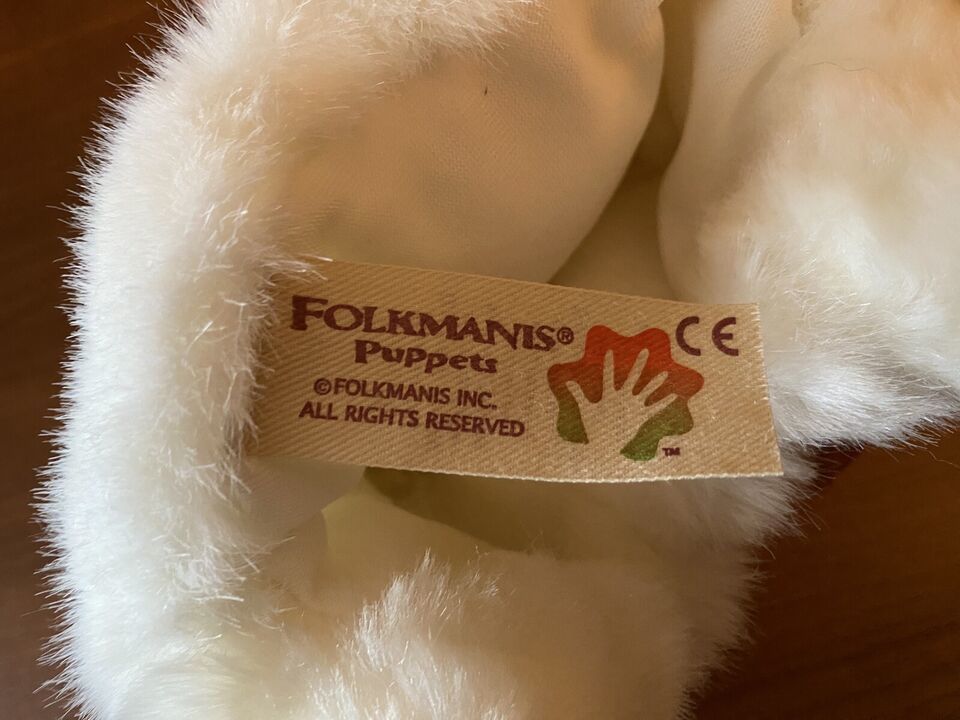 FOLKMANIS®
Puppets
©FOLKMANIS INC.
ALL RIGHTS RESERVED
CE
™